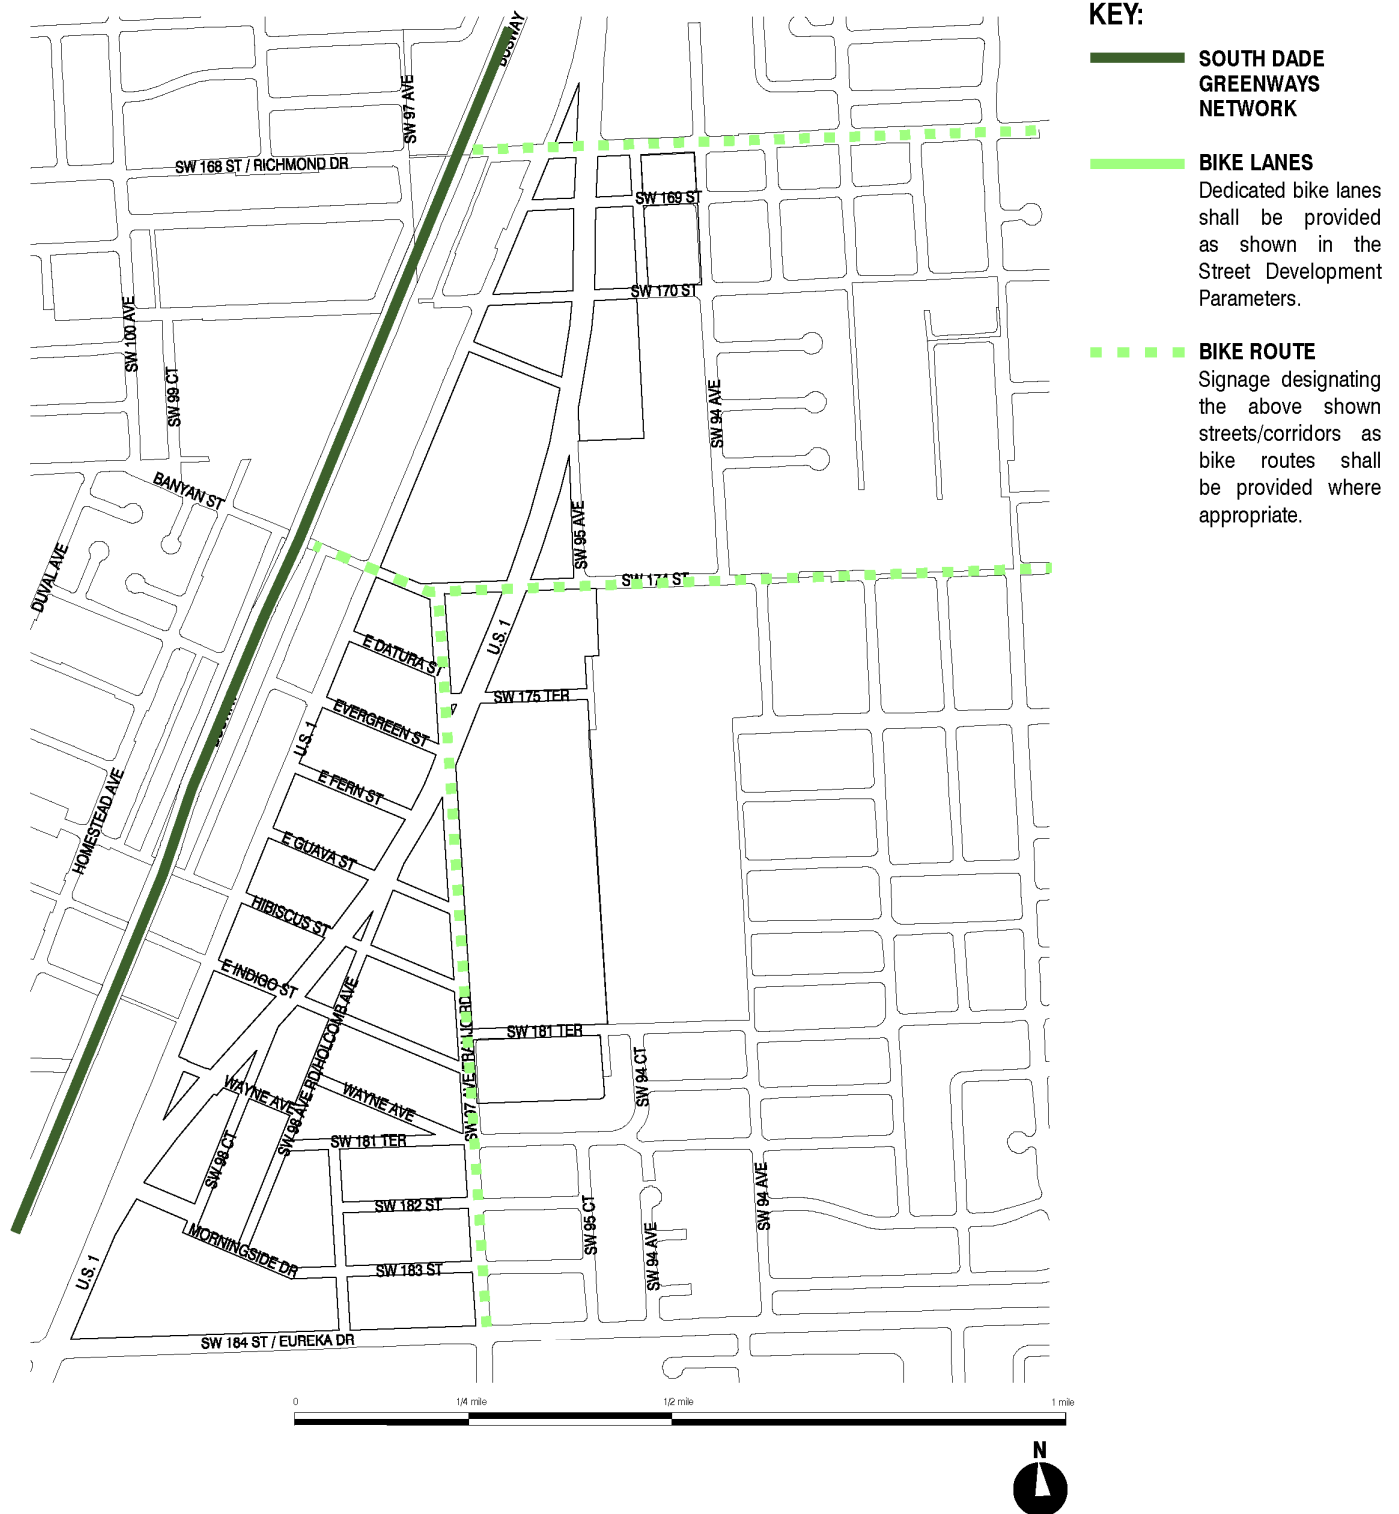 KEY:
SOUTH DADE
GREENWAYS
NETWORK
BIKE LANES
Dedicated bike lanes
shall be provided
as shown in the
Street Development
Parameters.
BIKE ROUTE
Signage designating
the above shown
streets/corridors as
bike routes shall
be provided where
appropriate.
BUSWAY
SW 97 AVE
SW 168 ST / RICHMOND DR
SW 169 ST
SW 170 ST
SW 100 AVE
SW 99 CT
SW 94 AVE
BANYAN ST
SW 95 AVE
DUVAL AVE
SW 174 ST
U.S. 1
E DATURA ST
SW 175 TER
EVERGREEN ST
U.S. 1
E FERN ST
HOMESTEAD AVE
E GUAVA ST
HIBISCUS ST
E INDIGO ST
SW 98 AVE RD/HOLCOMB AVE
SW 181 TER
SW 94 CT
WAYNE AVE
WAYNE AVE
SW 181 TER
SW 98 CT
SW 182 ST
SW 95 CT
SW 94 AVE
SW 94 AVE
MORNINGSIDE DR
SW 183 ST
U.S. 1
SW 184 ST / EUREKA DR
0
1/4 mile
1/2 mile
1 mile
N